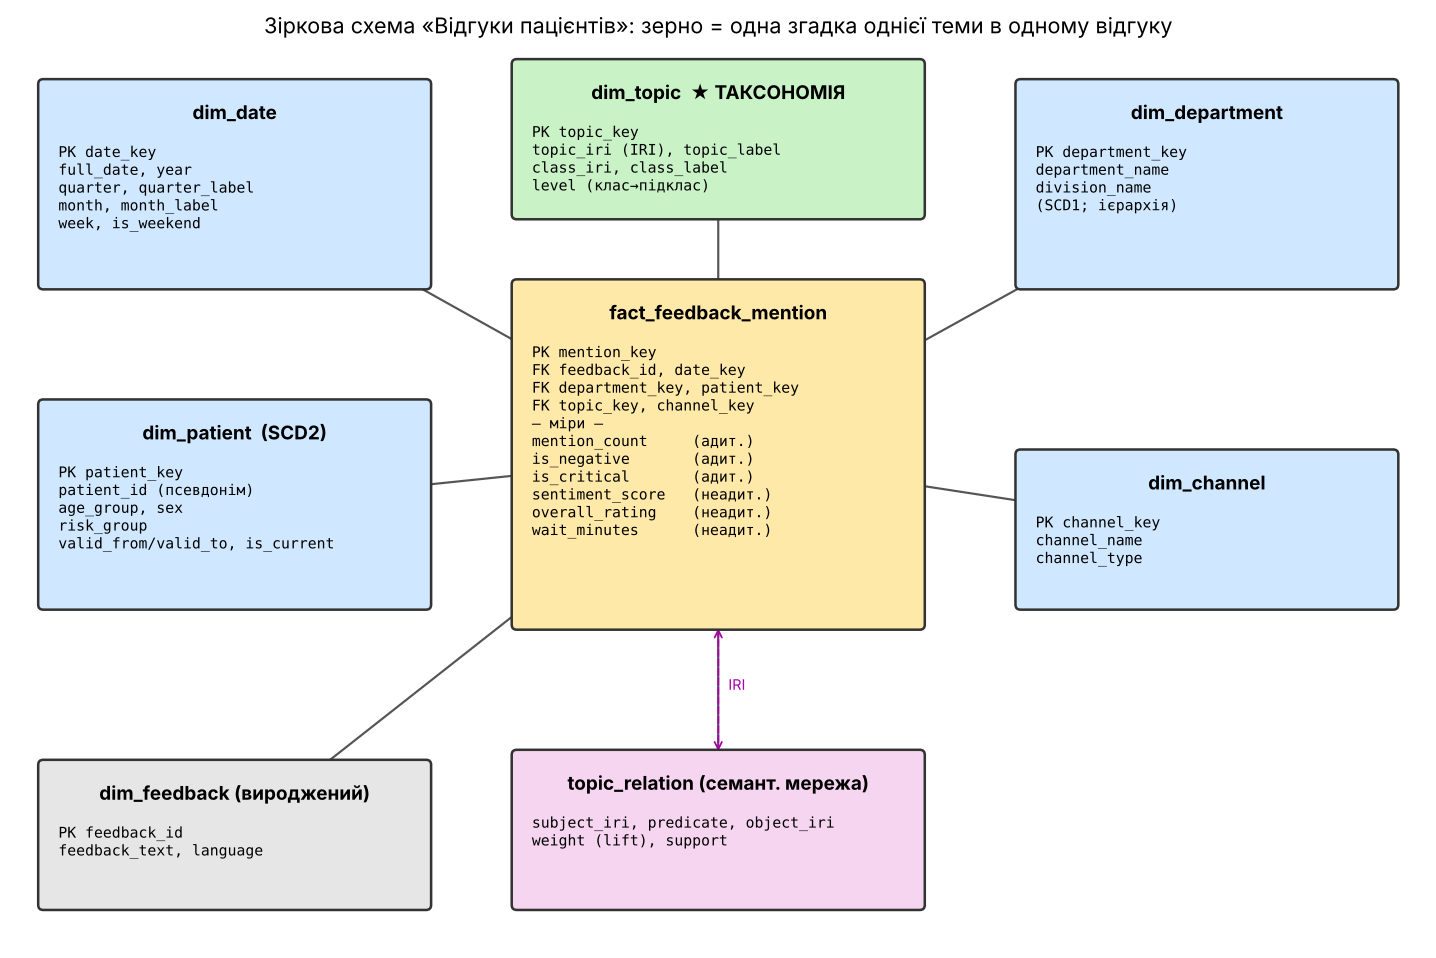 Зіркова схема «Відгуки пацієнтів»: зерно = одна згадка однієї теми в одному відгуку
dim_date
PK date_key
full_date, year
quarter, quarter_label
month, month_label
week, is_weekend
dim_topic ★ ТАКСОНОМІЯ
PK topic_key
topic_iri (IRI), topic_label
class_iri, class_label
level (клас→підклас)
dim_department
PK department_key
department_name
division_name
(SCD1; ієрархія)
fact_feedback_mention
PK mention_key
FK feedback_id, date_key
FK department_key, patient_key
FK topic_key, channel_key
— міри —
mention_count (адит.)
is_negative (адит.)
is_critical (адит.)
sentiment_score (неадит.)
overall_rating (неадит.)
wait_minutes (неадит.)
dim_patient (SCD2)
PK patient_key
patient_id (псевдонім)
age_group, sex
risk_group
valid_from/valid_to, is_current
dim_channel
PK channel_key
channel_name
channel_type
IRI
dim_feedback (вироджений)
PK feedback_id
feedback_text, language
topic_relation (семант. мережа)
subject_iri, predicate, object_iri
weight (lift), support